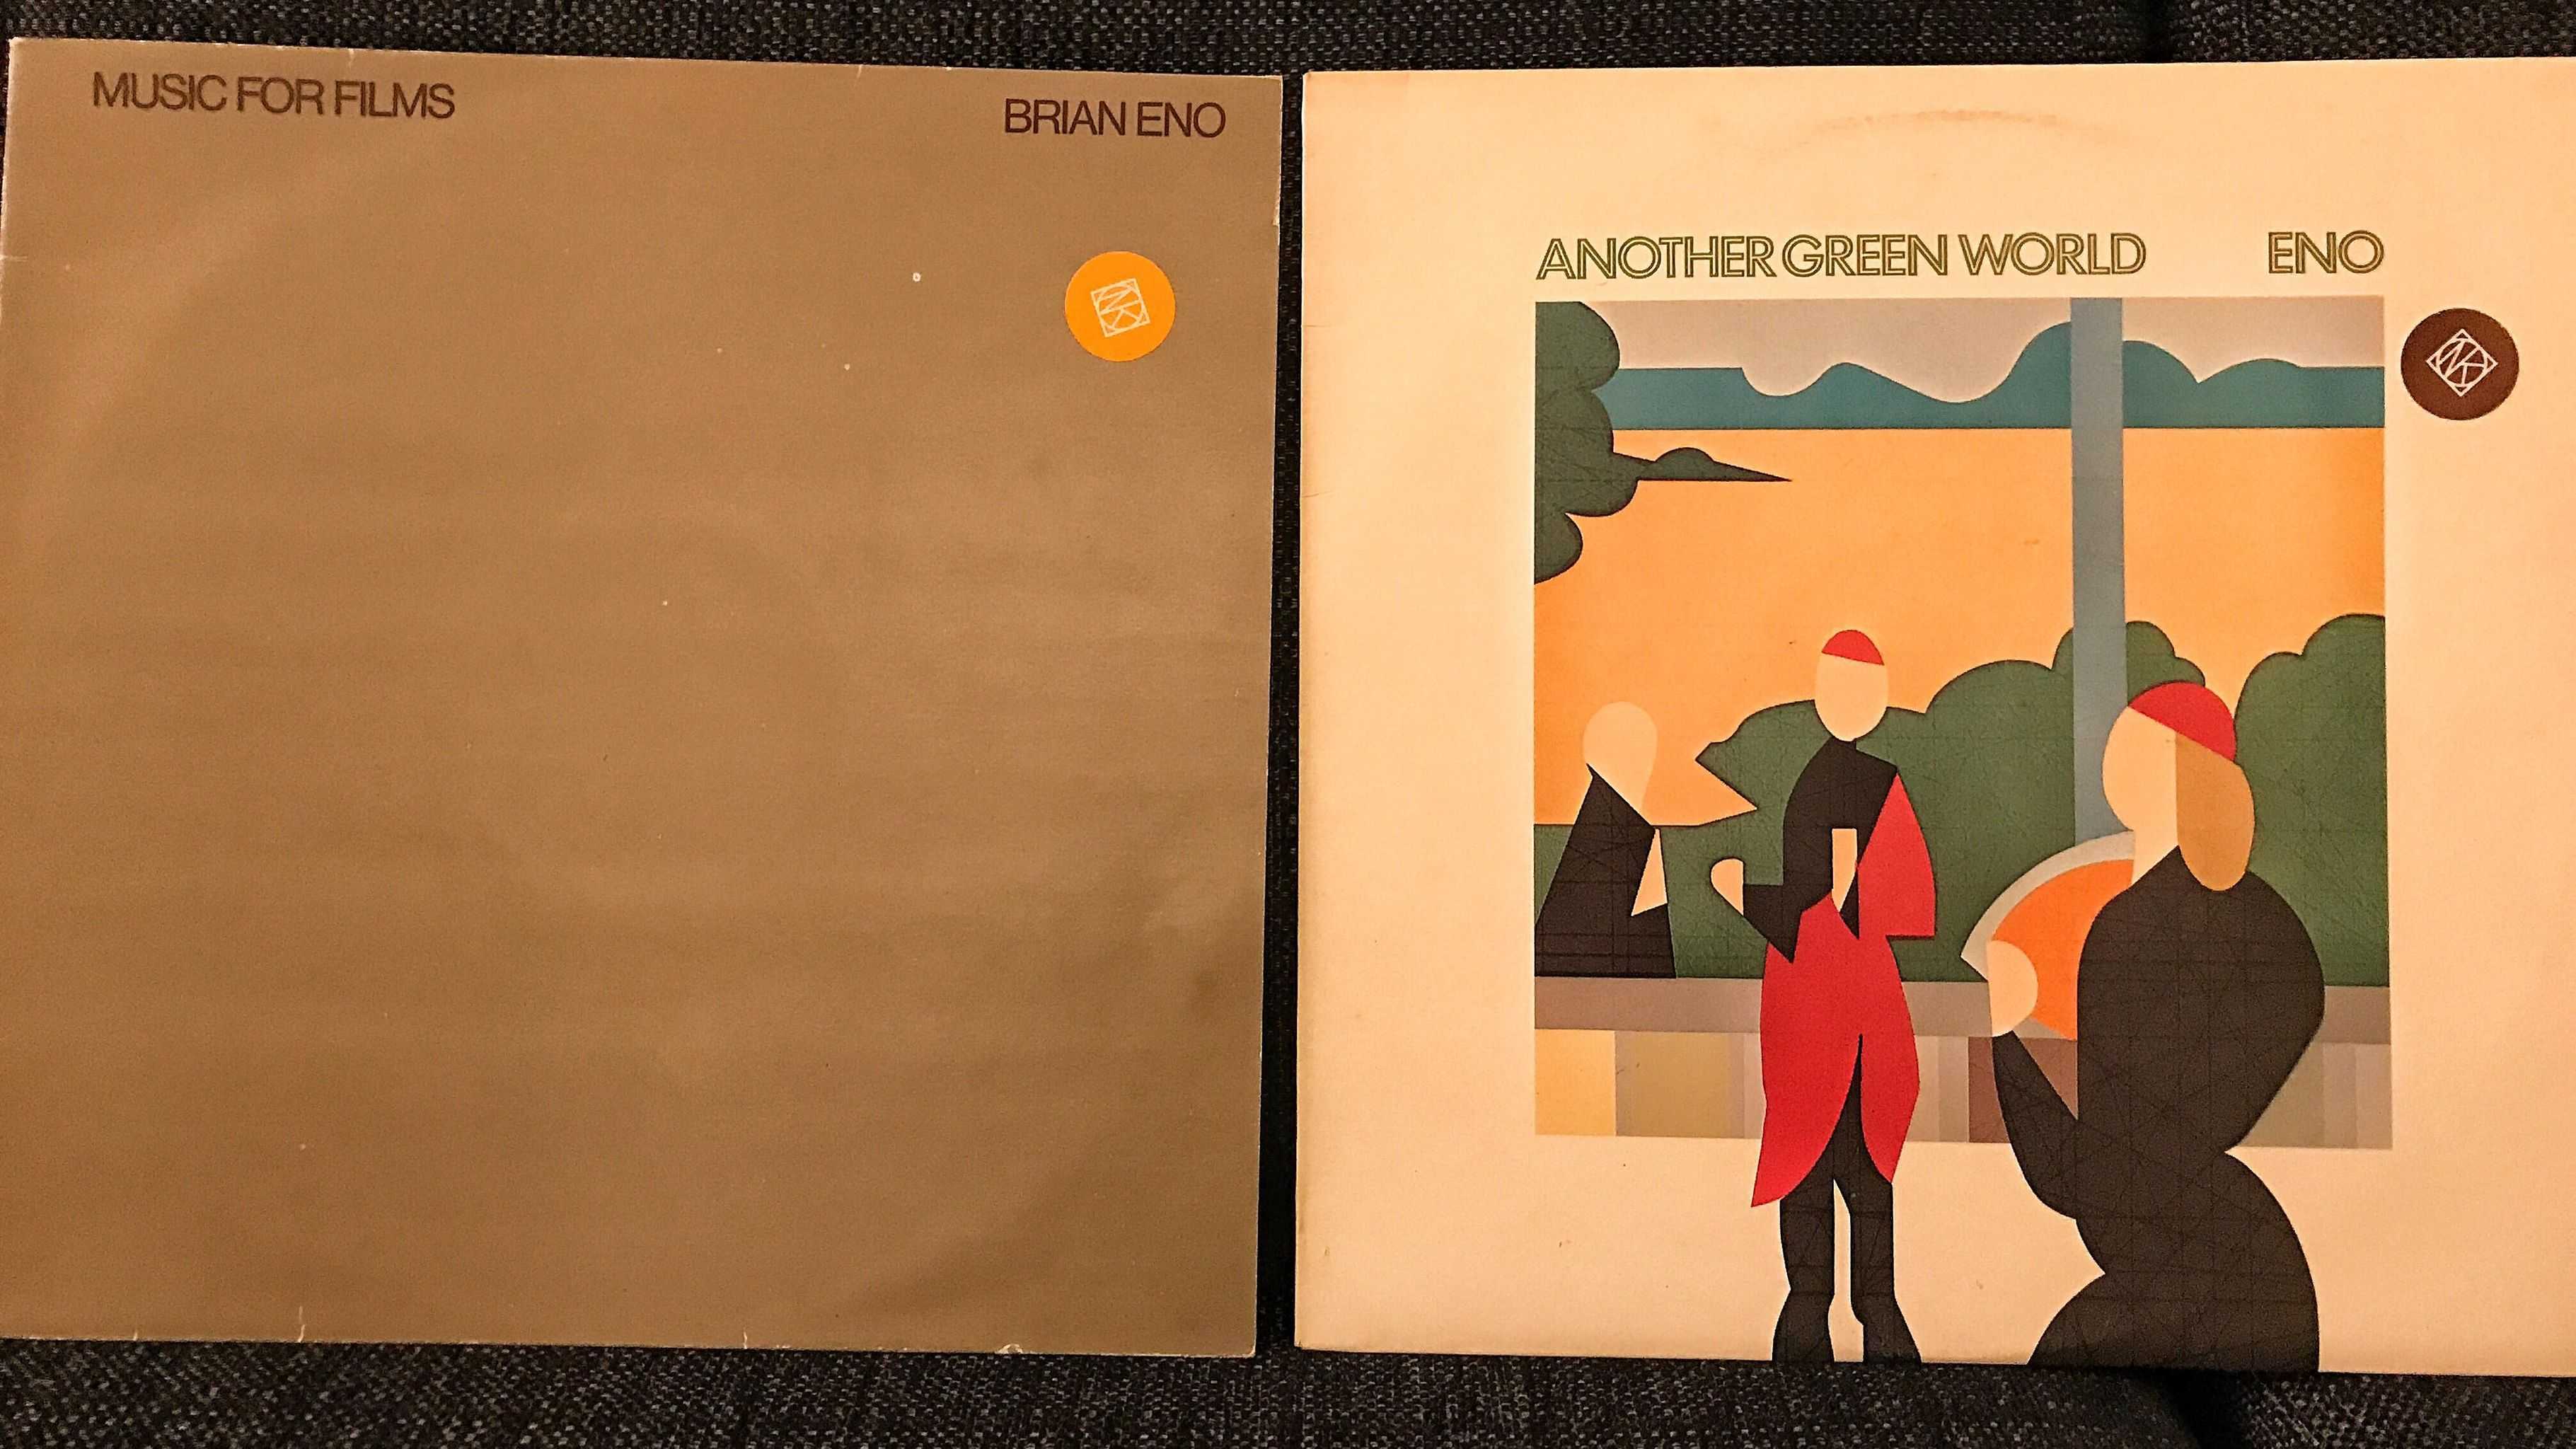 MUSIC FOR FILMS
BRIAN ENO
ANOTHER GREEN WORLD ENO